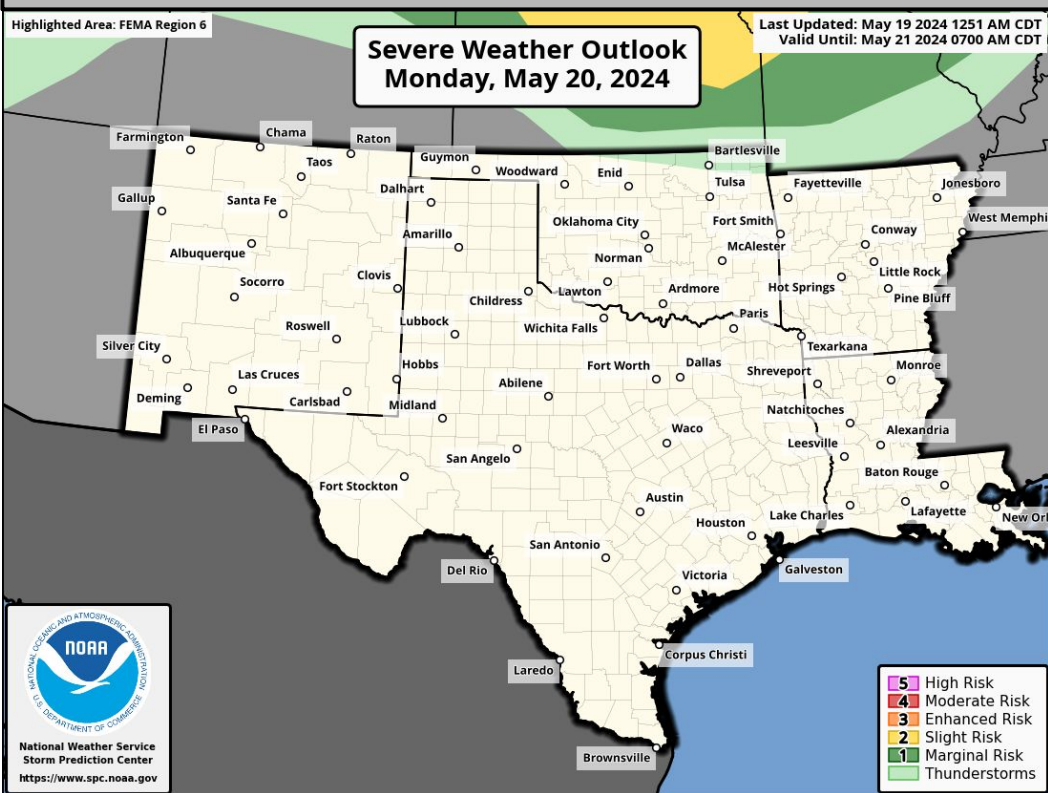 Highlighted Area: FEMA Region 6
Severe Weather Outlook
Monday, May 20, 2024
Last Updated: May 19 2024 1251 AM CDT
Valid Until: May 21 2024 0700 AM CDT
Farmington
Chama
Raton
Taos
Guymon
Woodward
Enid
Bartlesville
Tulsa
Fayetteville
Jonesboro
Gallup
Santa Fe
Dalhart
Oklahoma City
Fort Smith
West Memphi
Albuquerque
Amarillo
Norman
McAlester
Conway
Socorro
Clovis
Childress
Lawton
Ardmore
Hot Springs
Little Rock
Pine Bluff
Roswell
Lubbock
Wichita Falls
Paris
Texarkana
Silver City
Hobbs
Fort Worth
Dallas
Shreveport
Monroe
Deming
Las Cruces
Carlsbad
Midland
Abilene
Natchitoches
El Paso
Waco
Leesville
Alexandria
Fort Stockton
San Angelo
Baton Rouge
Austin
Houston
Lake Charles
Lafayette
New Orl
Del Rio
San Antonio
Victoria
Galveston
Laredo
Corpus Christi
Brownsville
NATIONAL OCEANIC AND ATMOSPHERIC ADMINISTRATION
NOAA
U.S. DEPARTMENT OF COMMERCE
National Weather Service
Storm Prediction Center
https://www.spc.noaa.gov
5 High Risk
4 Moderate Risk
3 Enhanced Risk
2 Slight Risk
1 Marginal Risk
Thunderstorms